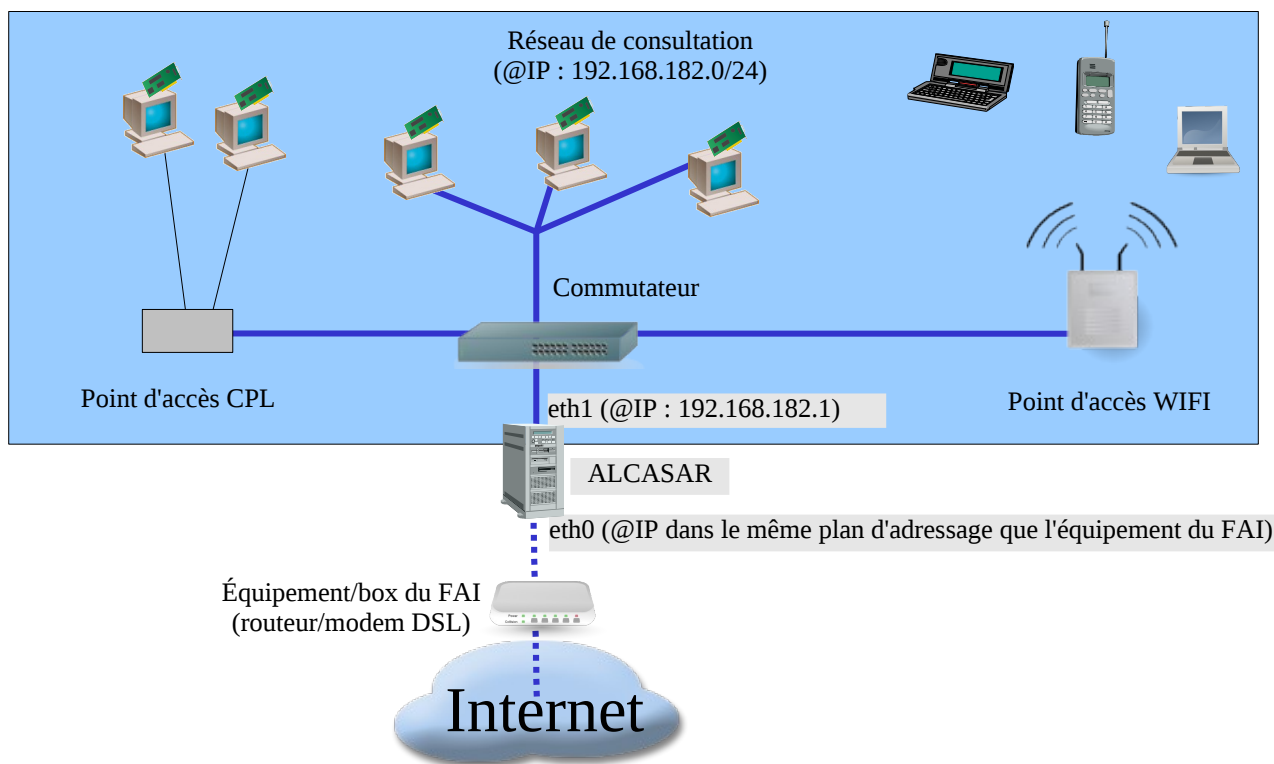 Réseau de consultation
(@IP : 192.168.182.0/24)
Commutateur
Point d'accès CPL
eth1 (@IP : 192.168.182.1)
Point d'accès WIFI
ALCASAR
eth0 (@IP dans le même plan d'adressage que l'équipement du FAI)
Équipement/box du FAI
(routeur/modem DSL)
Internet